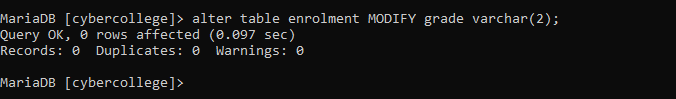 MariaDB [cybercollege]> alter table enrolment MODIFY grade varchar(2);
Query OK, 0 rows affected (0.097 sec)
Records: 0  Duplicates: 0  Warnings: 0
MariaDB [cybercollege]>